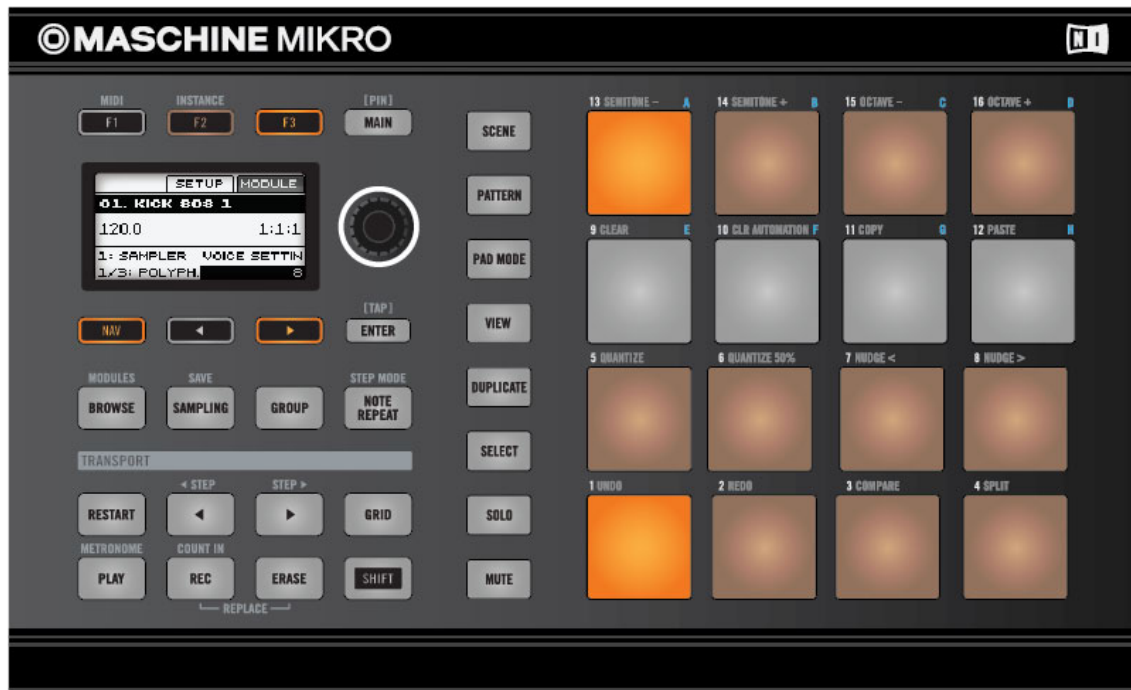 MASCHINE MIKRO
NI
MIDI INSTANCE [PIN]
F1 F2 F3 MAIN
SETUP MODULE
01. KICK 808 1
120.0 1:1:1
1: SAMPLER VOICE SETTIN
1/3: POLYPH. 8
[TAP]
NAV ENTER
MODULES SAVE STEP MODE
BROWSE SAMPLING GROUP NOTE REPEAT
TRANSPORT
◄ STEP STEP ►
RESTART ◄ ► GRID
METRONOME COUNT IN
PLAY REC ERASE SHIFT
REPLACE
SCENE
PATTERN
PAD MODE
VIEW
DUPLICATE
SELECT
SOLO
MUTE
13 SEMITONE - A 14 SEMITONE + B 15 OCTAVE - C 16 OCTAVE + D
9 CLEAR E 10 CLR AUTOMATION F 11 COPY G 12 PASTE H
5 QUANTIZE 6 QUANTIZE 50% 7 NUDGE < 8 NUDGE >
1 UNDO 2 REDO 3 COMPARE 4 SPLIT